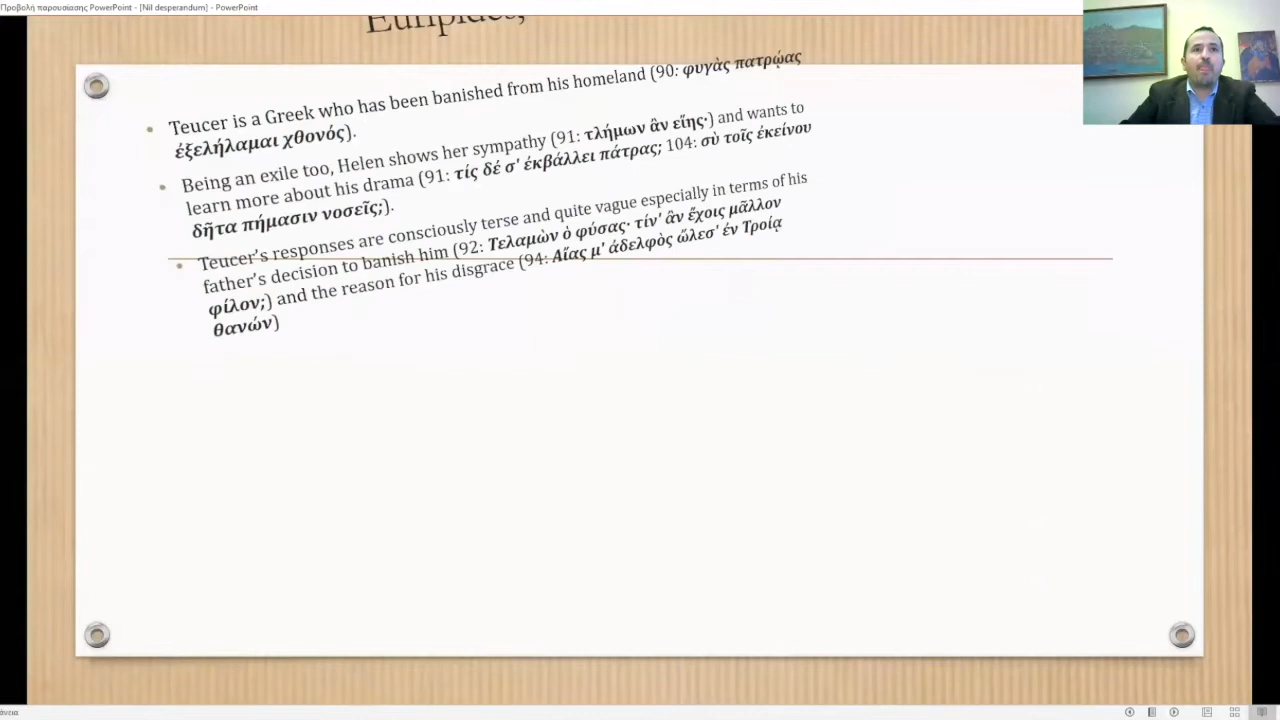 Προβολή παρουσίασης PowerPoint - [Nil desperandum] - PowerPoint
Euripides,
• Teucer is a Greek who has been banished from his homeland (90: φυγὰς πατρῴας
ἐξελήλαμαι χθονός).
• Being an exile too, Helen shows her sympathy (91: τλήμων ἂν εἴης·) and wants to
learn more about his drama (91: τίς δέ σ' ἐκβάλλει πάτρας; 104: σὺ τοῖς ἐκείνου
δῆτα πήμασιν νοσεῖς;).
• Teucer's responses are consciously terse and quite vague especially in terms of his
father's decision to banish him (92: Τελαμὼν ὁ φύσας· τίν' ἂν ἔχοις μᾶλλον
φίλον;) and the reason for his disgrace (94: Αἴας μ' ἀδελφὸς ὤλεσ' ἐν Τροίᾳ
θανών)